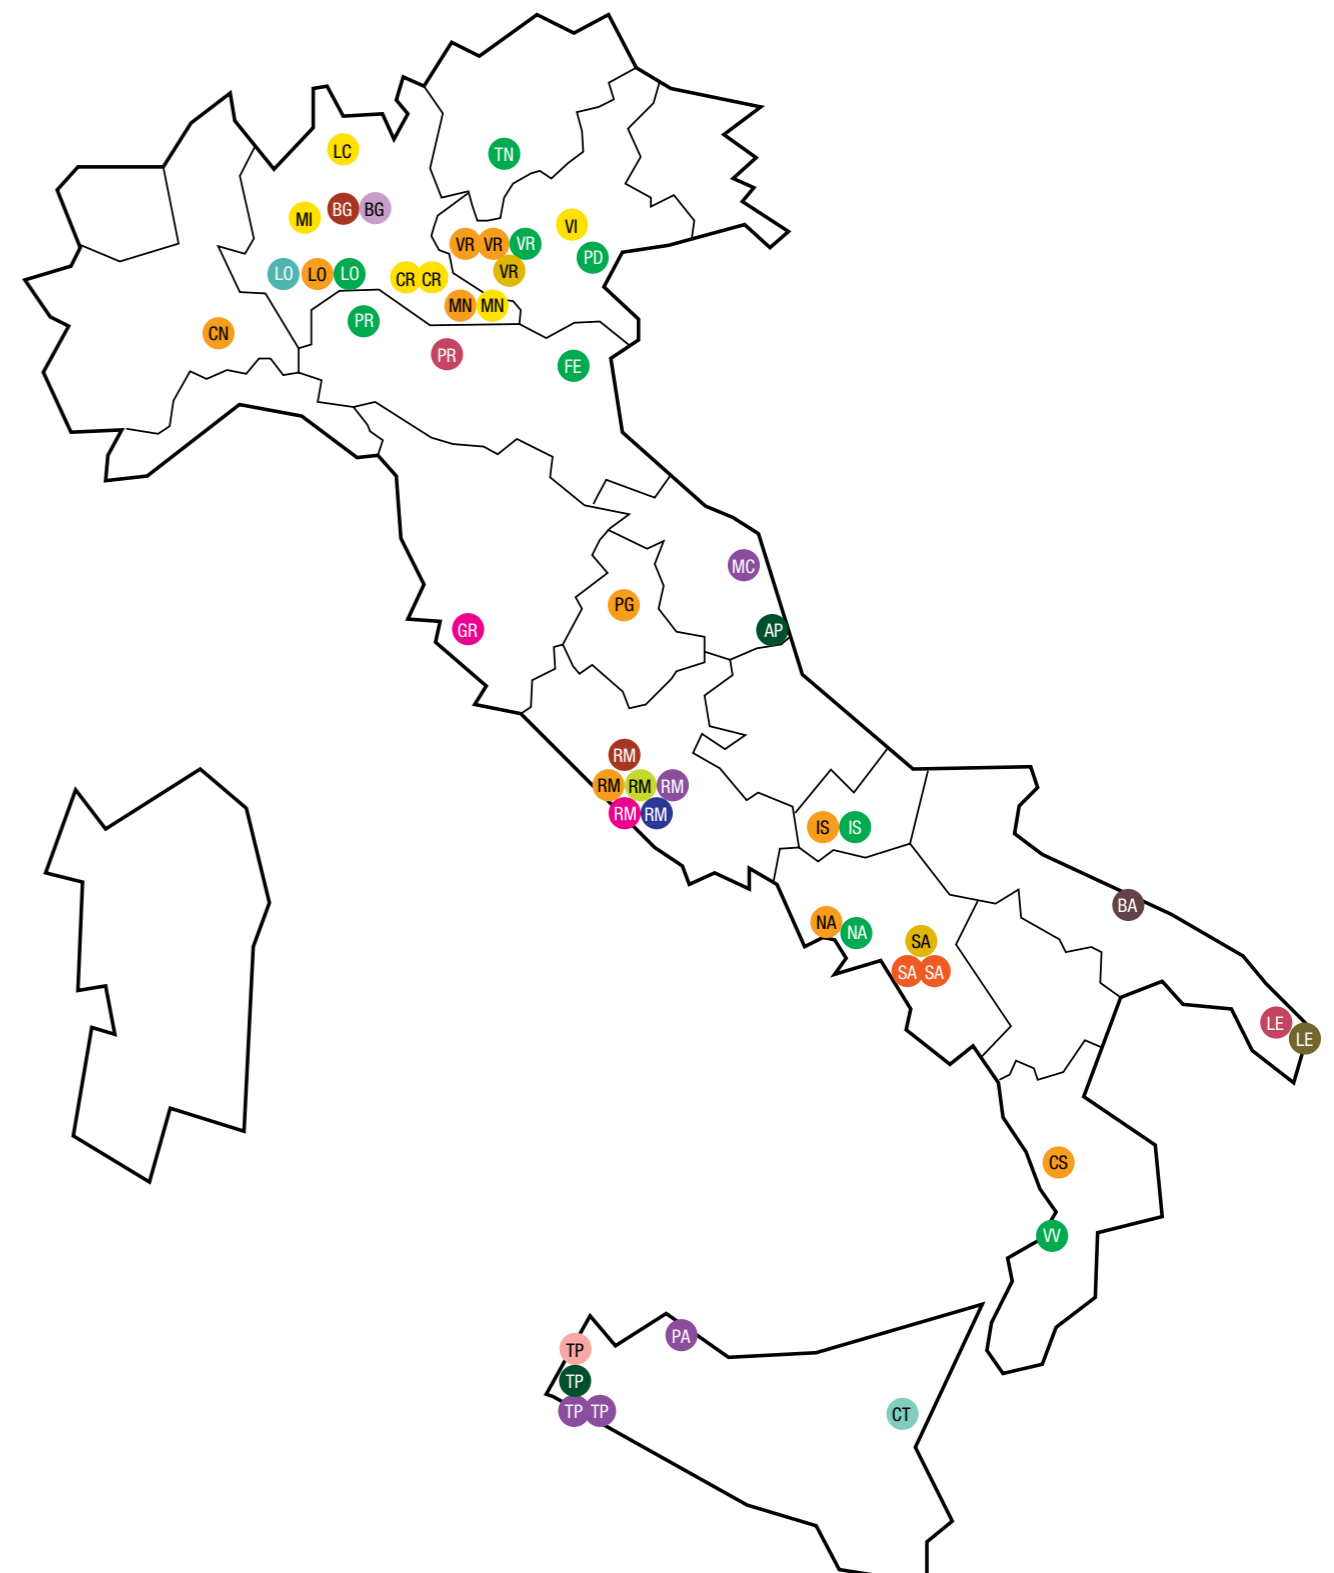 LC
TN
MI BG BG
VI
VR VR VR
PD
VR
LO LO LO
CR CR
MN MN
PR
CN
PR
FE
MC
PG
GR
AP
RM
RM RM RM
RM RM
IS IS
BA
NA NA
SA
SA SA
LE
LE
CS
VV
PA
TP
TP
TP TP
CT